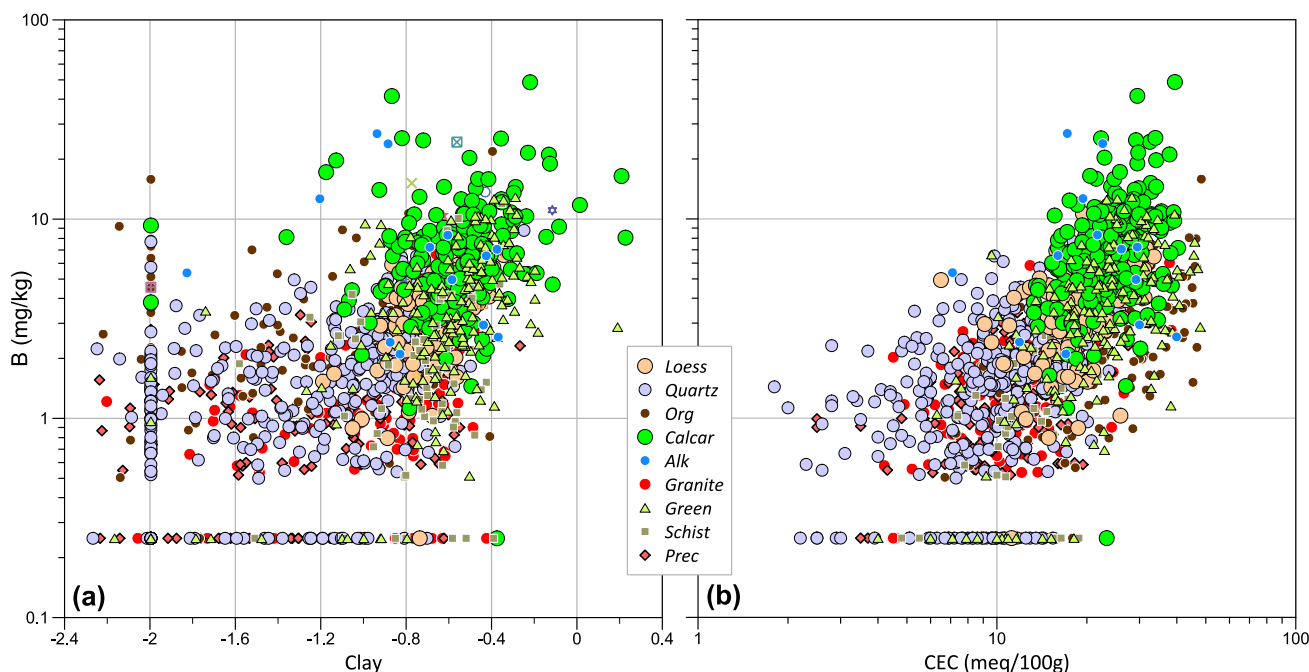 100
10
1
0.1
B (mg/kg)
(a)
-2.4 -2 -1.6 -1.2 -0.8 -0.4 0 0.4
Clay
Loess
Quartz
Org
Calcar
Alk
Granite
Green
Schist
Prec
(b)
1 10 100
CEC (meq/100g)